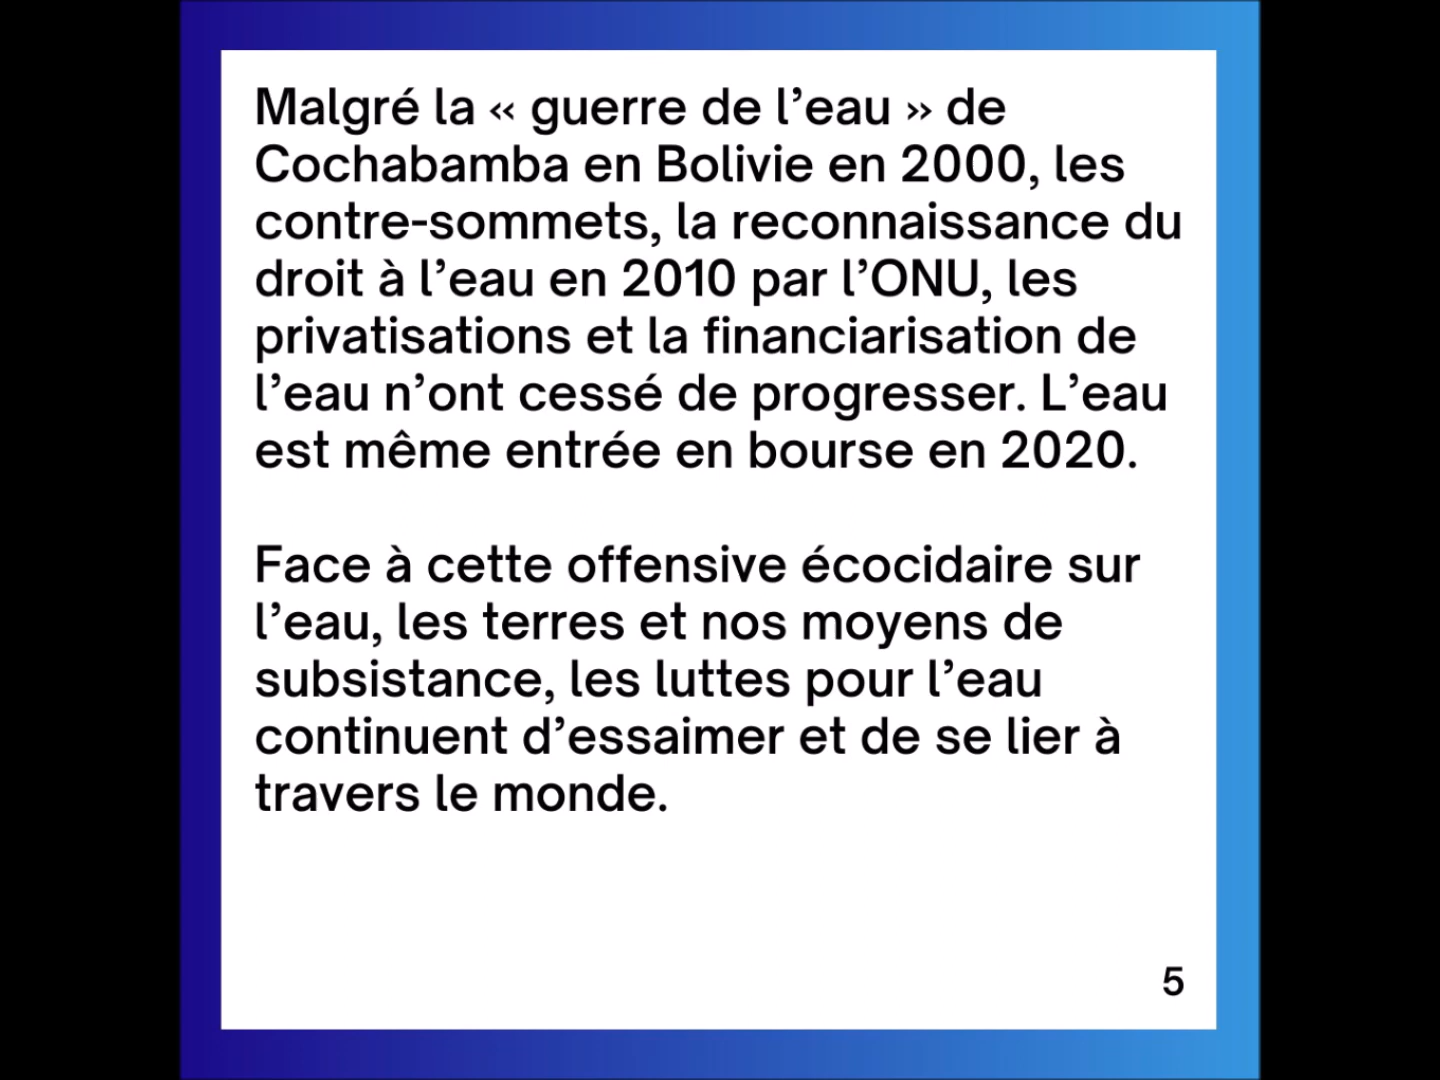 Malgré la « guerre de l’eau » de
Cochabamba en Bolivie en 2000, les
contre-sommets, la reconnaissance du
droit à l’eau en 2010 par l’ONU, les
privatisations et la financiarisation de
l’eau n’ont cessé de progresser. L’eau
est même entrée en bourse en 2020.
Face à cette offensive écocidaire sur
l’eau, les terres et nos moyens de
subsistance, les luttes pour l’eau
continuent d’essaimer et de se lier à
travers le monde.
5